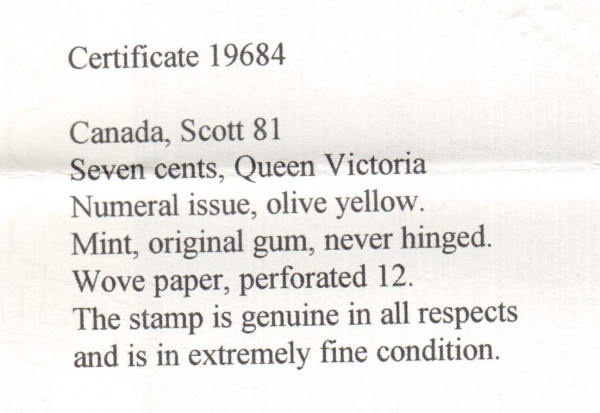 Certificate 19684
Canada, Scott 81
Seven cents, Queen Victoria
Numeral issue, olive yellow.
Mint, original gum, never hinged.
Wove paper, perforated 12.
The stamp is genuine in all respects
and is in extremely fine condition.